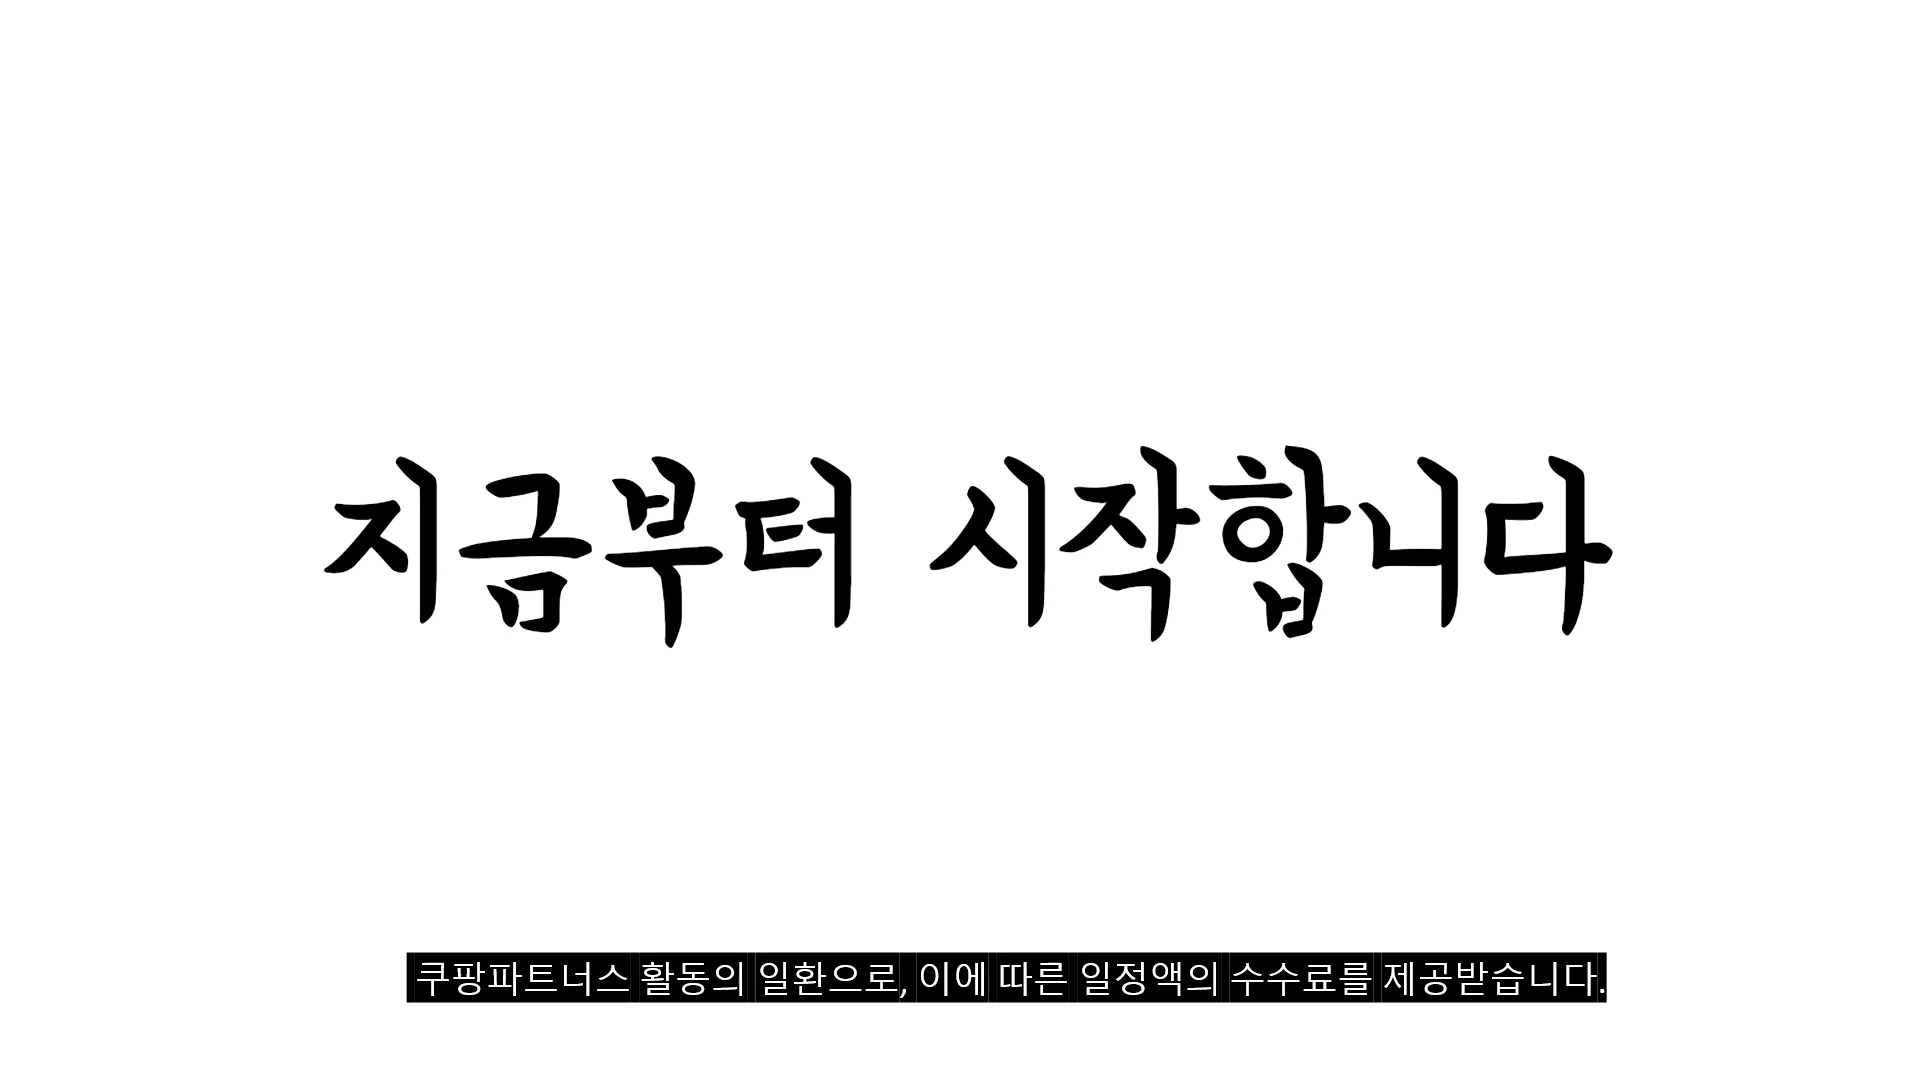 지금부터 시작합니다
쿠팡파트너스 활동의 일환으로, 이에 따른 일정액의 수수료를 제공받습니다.